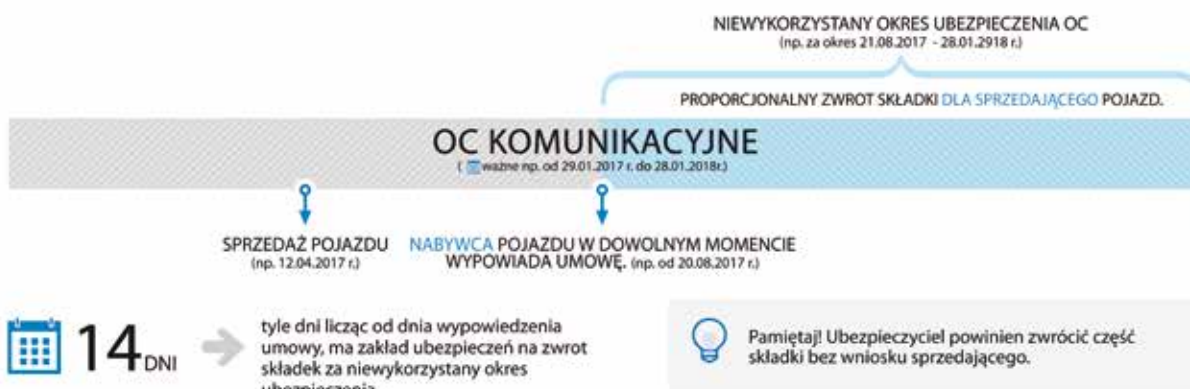 NIEWYKORZYSTANY OKRES UBEZPIECZENIA OC
(np. za okres 21.08.2017 - 28.01.2918 r.)
PROPORCJONALNY ZWROT SKŁADKI DLA SPRZEDAJĄCEGO POJAZD.
OC KOMUNIKACYJNE
( ważne np. od 29.01.2017 r. do 28.01.2018r.)
SPRZEDAŻ POJAZDU
(np. 12.04.2017 r.)
NABYWCA POJAZDU W DOWOLNYM MOMENCIE
WYPOWIADA UMOWĘ. (np. od 20.08.2017 r.)
14 DNI
tyle dni licząc od dnia wypowiedzenia
umowy, ma zakład ubezpieczeń na zwrot
składek za niewykorzystany okres
ubezpieczenia
Pamiętaj! Ubezpieczyciel powinien zwrócić część
składki bez wniosku sprzedającego.